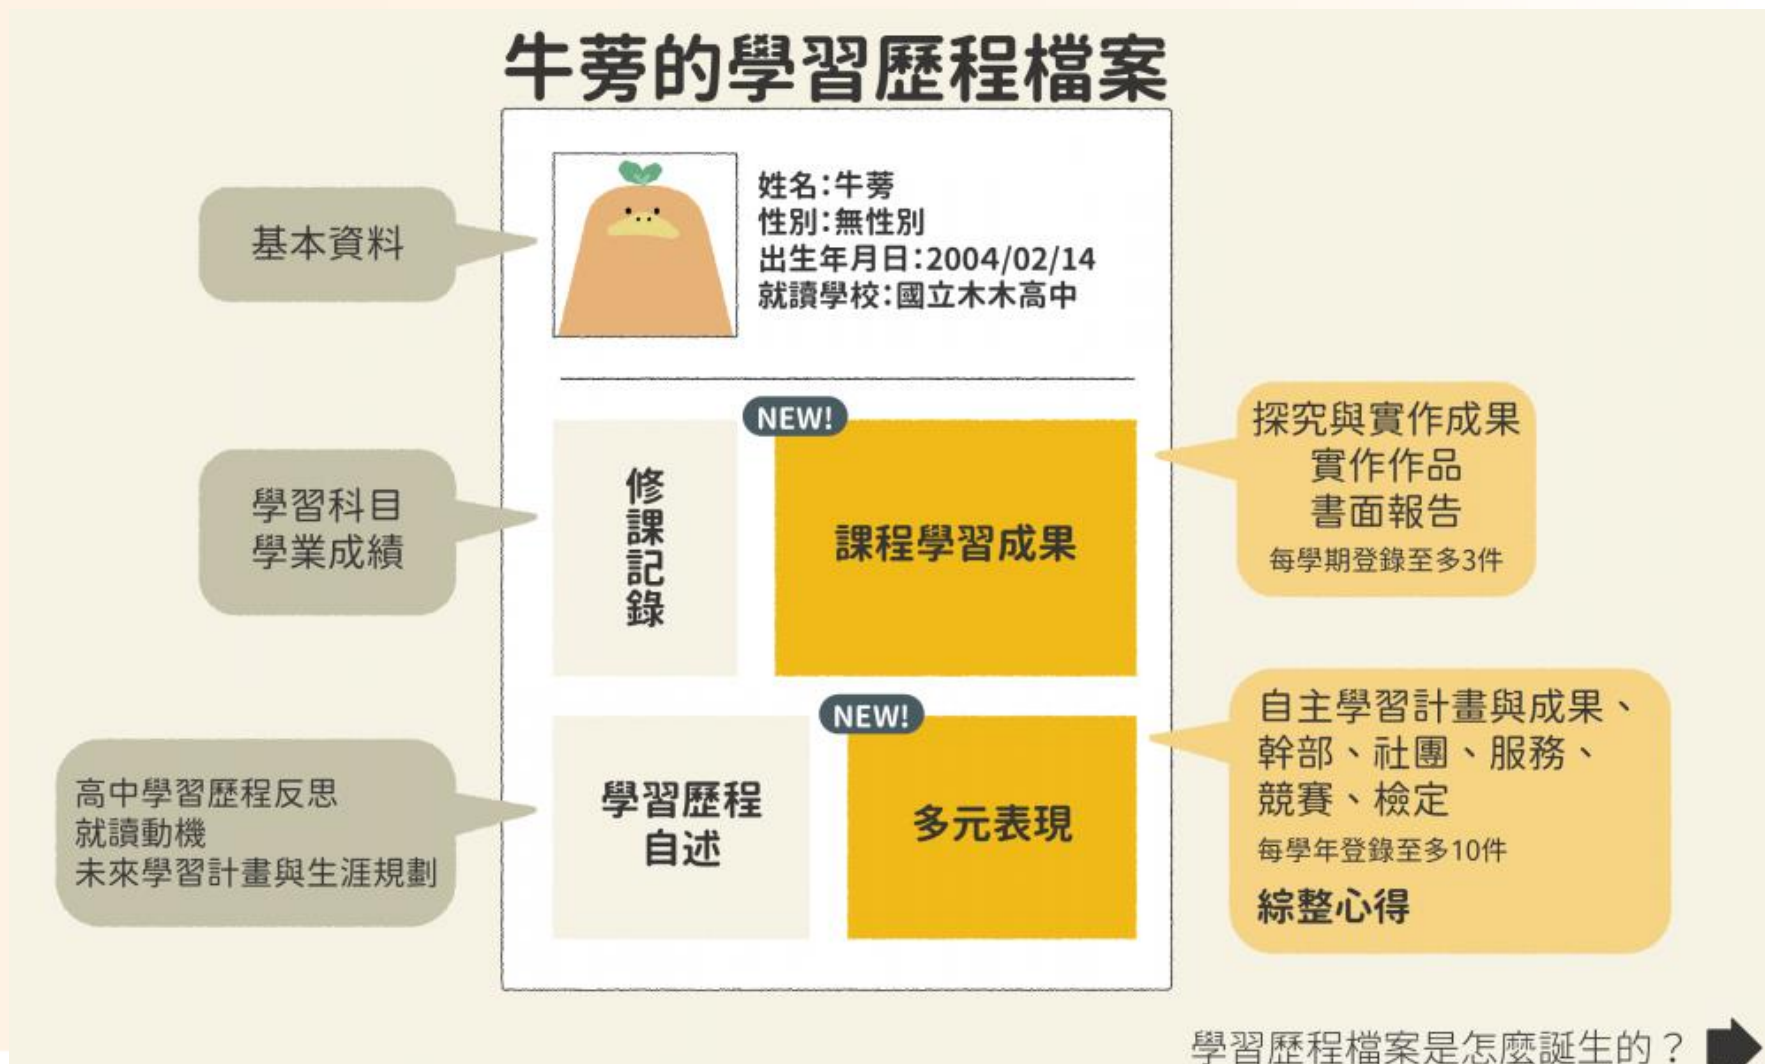 牛蒡的學習歷程檔案
基本資料
姓名:牛蒡
性別:無性別
出生年月日:2004/02/14
就讀學校:國立木木高中
學習科目
學業成績
修課記錄
NEW!
課程學習成果
探究與實作成果
實作作品
書面報告
每學期登錄至多3件
高中學習歷程反思
就讀動機
未來學習計畫與生涯規劃
學習歷程
自述
NEW!
多元表現
自主學習計畫與成果、
幹部、社團、服務、
競賽、檢定
每學年登錄至多10件
綜整心得
學習歷程檔案是怎麼誕生的?